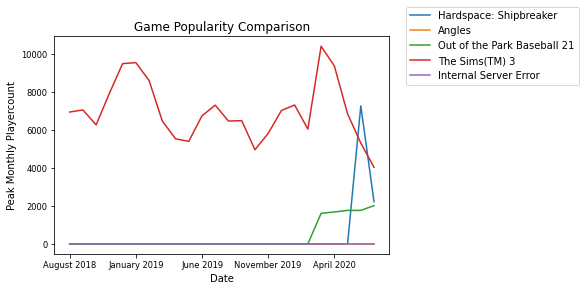 Game Popularity Comparison
Hardspace: Shipbreaker
Angles
Out of the Park Baseball 21
The Sims(TM) 3
Internal Server Error
Peak Monthly Playercount
10000
8000
6000
4000
2000
0
August 2018 January 2019 June 2019 November 2019 April 2020
Date